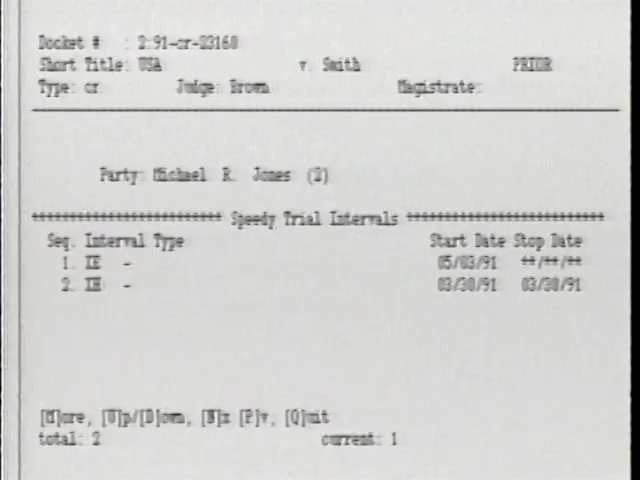 Docket # : 2:91-cr-03160
Short Title: USA v. Smith PRIOR
Type: cr Judge: Brown Magistrate:
Party: Michael R. Jones (2)
************************* Speedy Trial Intervals **************************
Seq. Interval Type Start Date Stop Date
1. IE - 05/03/91 **/**/**
2. - 03/30/91 03/30/91
[M]ore, [U]p/[D]own, [N]x [P]v, [Q]uit
total: 2 current: 1